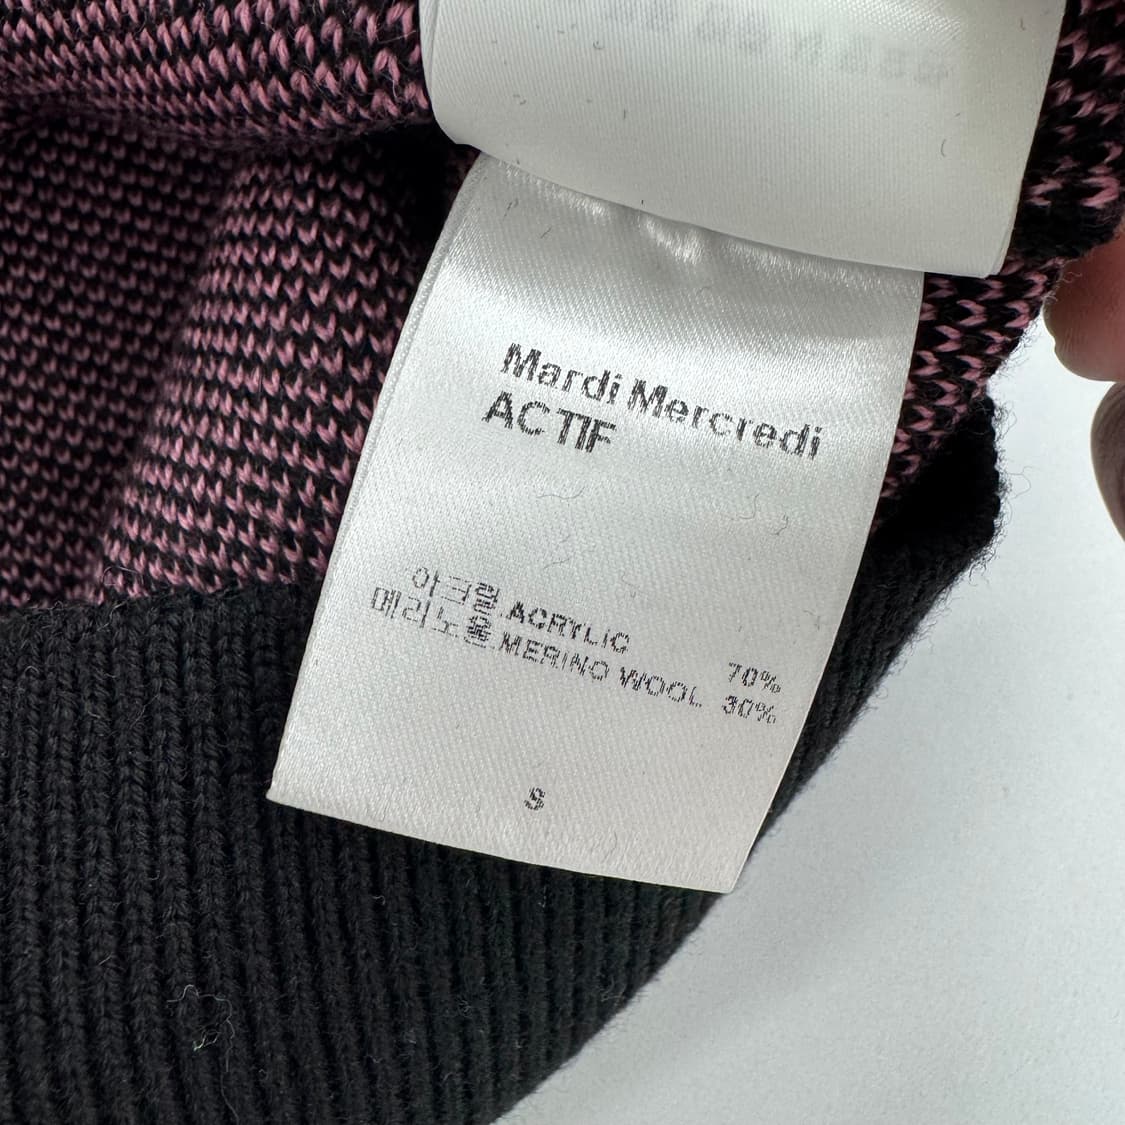 Mardi Mercredi
ACTIF
아크릴.ACRYLIC 70%
메리노울.MERINO WOOL 30%
S